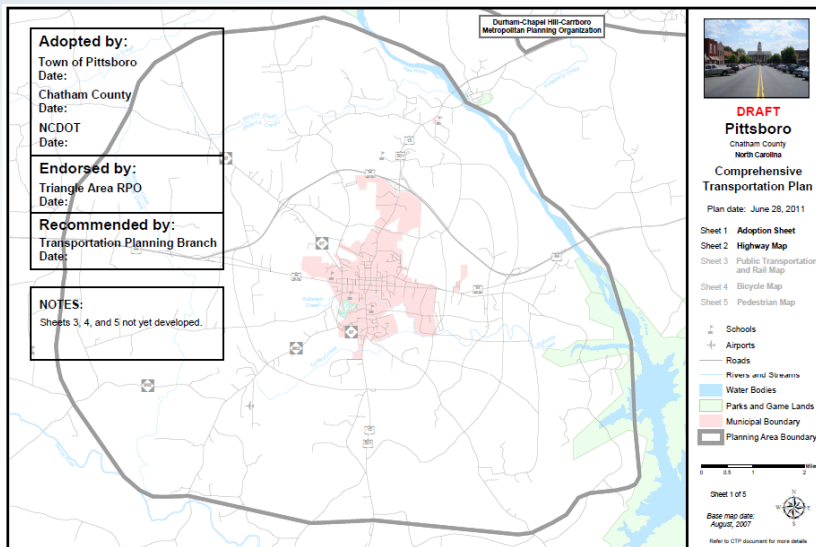 Adopted by:
Town of Pittsboro
Date:
Chatham County
Date:
NCDOT
Date:
Endorsed by:
Triangle Area RPO
Date:
Recommended by:
Transportation Planning Branch
Date:
NOTES:
Sheets 3, 4, and 5 not yet developed.
Durham-Chapel Hill-Carrboro
Metropolitan Planning Organization
DRAFT
Pittsboro
Chatham County
North Carolina
Comprehensive
Transportation Plan
Plan date: June 28, 2011
Sheet 1 Adoption Sheet
Sheet 2 Highway Map
Sheet 3 Public Transportation
and Rail Map
Sheet 4 Bicycle Map
Sheet 5 Pedestrian Map
Schools
Airports
Roads
Rivers and Streams
Water Bodies
Parks and Game Lands
Municipal Boundary
Planning Area Boundary
Miles
0 0.5 1 2
Sheet 1 of 5
Base map date:
August, 2007
N
W E
S
Refer to CTP document for more details